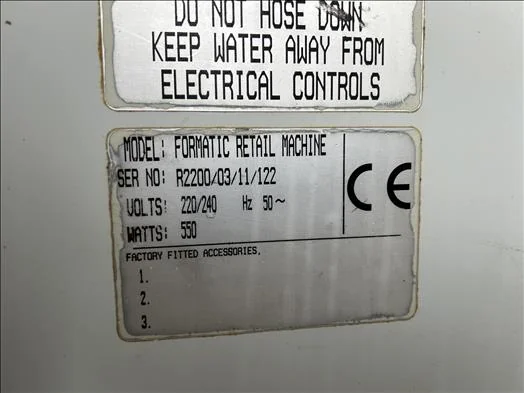 DO NOT HOSE DOWN
KEEP WATER AWAY FROM
ELECTRICAL CONTROLS
MODEL: FORMATIC RETAIL MACHINE
SER NO: R2200/03/11/122
VOLTS: 220/240 Hz 50~
WATTS: 550
CE
FACTORY FITTED ACCESSORIES.
1.
2.
3.